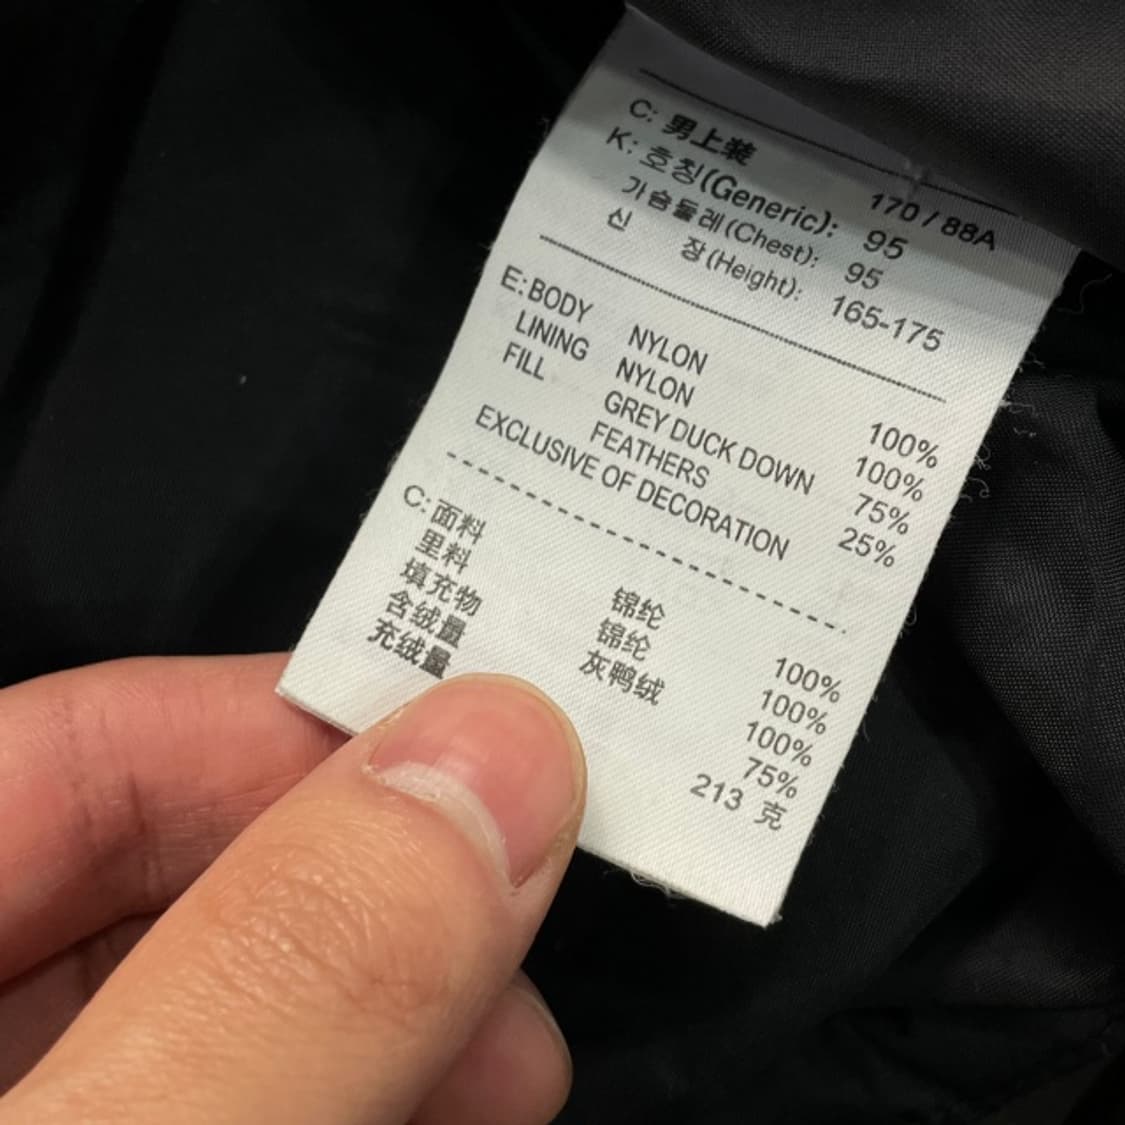 C: 男上装 170 / 88A
K: 호칭(Generic): 95
가슴둘레(Chest): 95
신 장(Height): 165-175
E: BODY NYLON 100%
LINING NYLON 100%
FILL GREY DUCK DOWN 75%
FEATHERS 25%
EXCLUSIVE OF DECORATION
C: 面料 锦纶 100%
里料 锦纶 100%
填充物 灰鸭绒 100%
含绒量 75%
充绒量 213 克